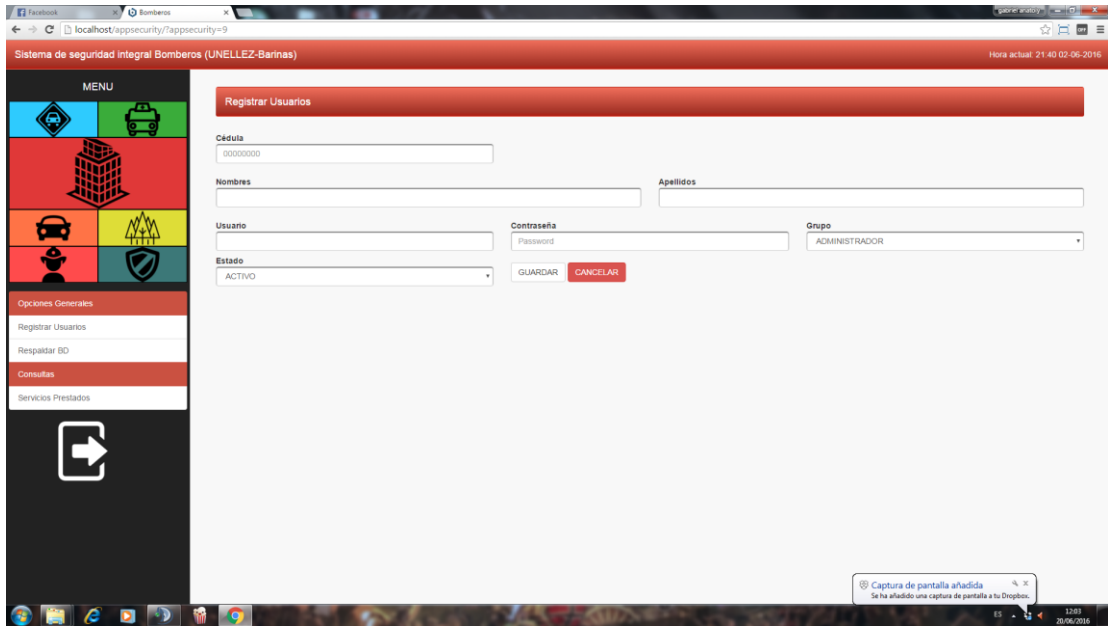 Facebook
Bomberos
gabriel anatoly
localhost/appsecurity/?appsecurity=9
OFF
Sistema de seguridad integral Bomberos (UNELLEZ-Barinas)
Hora actual: 21:40 02-06-2016
MENU
Registrar Usuarios
Cédula
00000000
Nombres
Apellidos
Usuario
Contraseña
Grupo
Password
ADMINISTRADOR
Estado
ACTIVO
GUARDAR
CANCELAR
Opciones Generales
Registrar Usuarios
Respaldar BD
Consultas
Servicios Prestados
Captura de pantalla añadida
Se ha añadido una captura de pantalla a tu Dropbox.
ES
12:03
20/06/2016